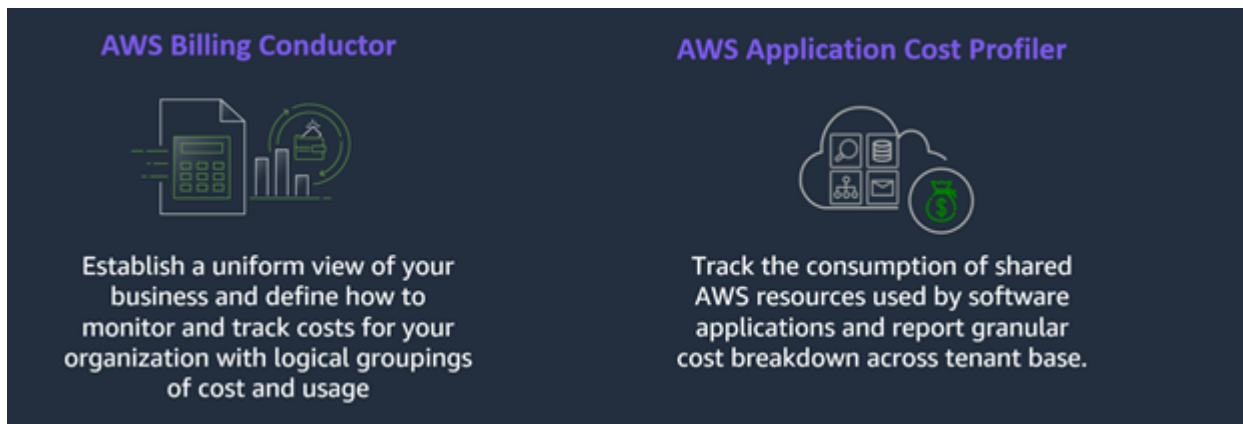 AWS Billing Conductor
Establish a uniform view of your
business and define how to
monitor and track costs for your
organization with logical groupings
of cost and usage
AWS Application Cost Profiler
Track the consumption of shared
AWS resources used by software
applications and report granular
cost breakdown across tenant base.